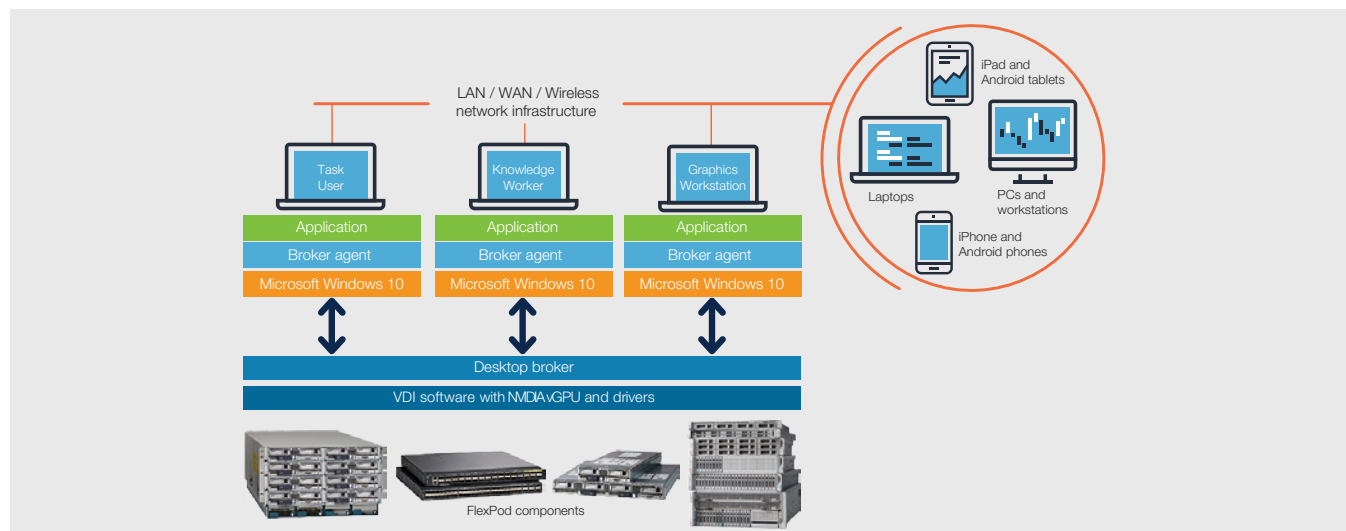 LAN / WAN / Wireless
network infrastructure
iPad and
Android tablets
Laptops
PCs and
workstations
iPhone and
Android phones
Task
User
Knowledge
Worker
Graphics
Workstation
Application
Application
Application
Broker agent
Broker agent
Broker agent
Microsoft Windows 10
Microsoft Windows 10
Microsoft Windows 10
Desktop broker
VDI software with NVIDIA vGPU and drivers
FlexPod components